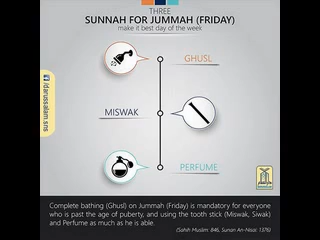 THREE
SUNNAH FOR JUMMAH (FRIDAY)
make it best day of the week
GHUSL
MISWAK
PERFUME
/darussalam.sns
Complete bathing (Ghusl) on Jummah (Friday) is mandatory for everyone
who is past the age of puberty, and using the tooth stick (Miswak, Siwak)
and Perfume as much as he is able.
(Sahih Muslim: 846, Sunan An-Nisai: 1376)